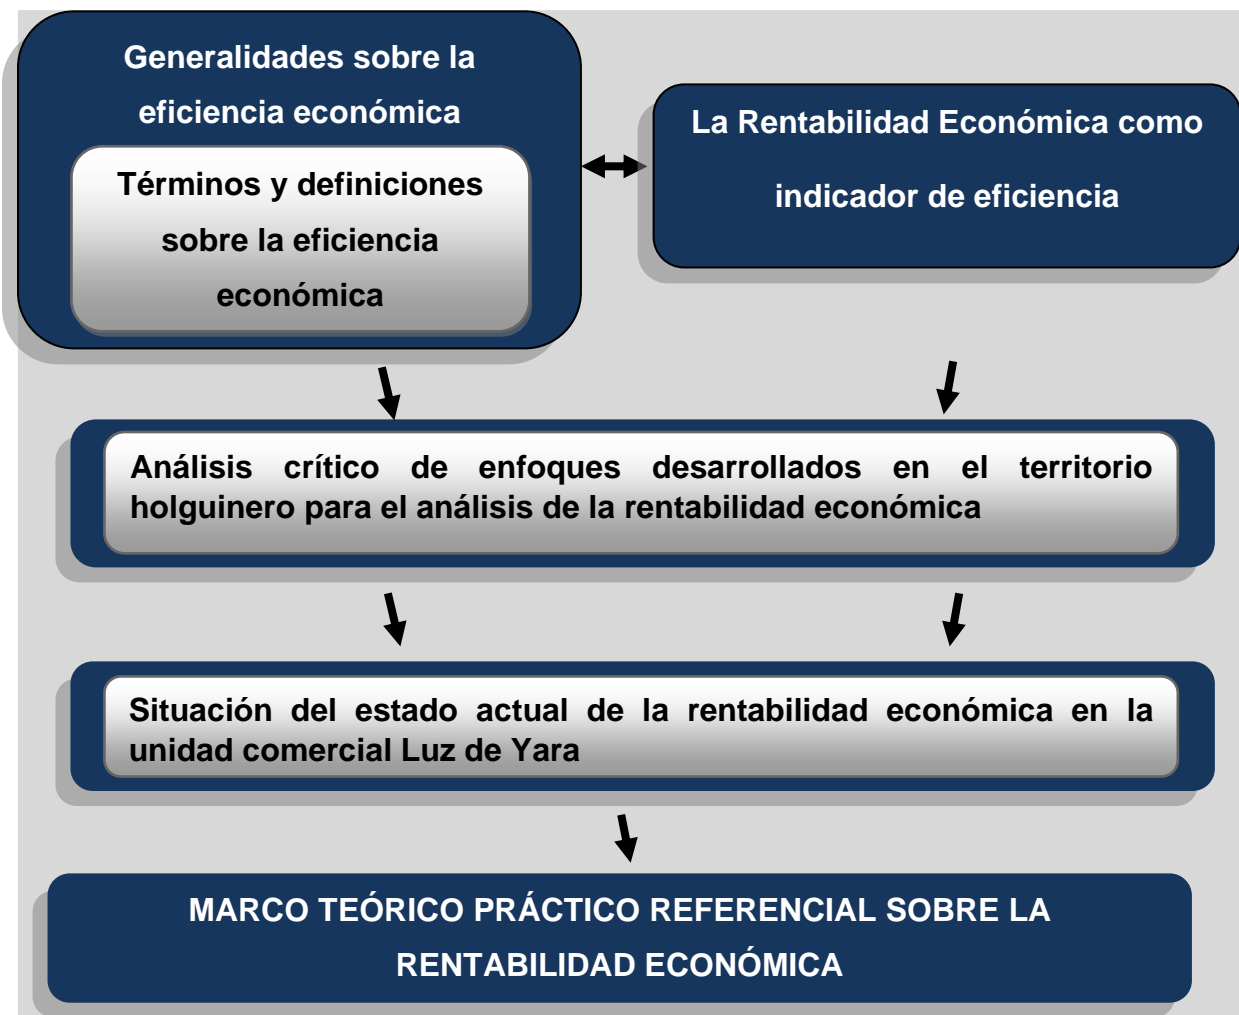 Generalidades sobre la
eficiencia económica
Términos y definiciones
sobre la eficiencia
económica
La Rentabilidad Económica como
indicador de eficiencia
Análisis crítico de enfoques desarrollados en el territorio
holguinero para el análisis de la rentabilidad económica
Situación del estado actual de la rentabilidad económica en la
unidad comercial Luz de Yara
MARCO TEÓRICO PRÁCTICO REFERENCIAL SOBRE LA
RENTABILIDAD ECONÓMICA